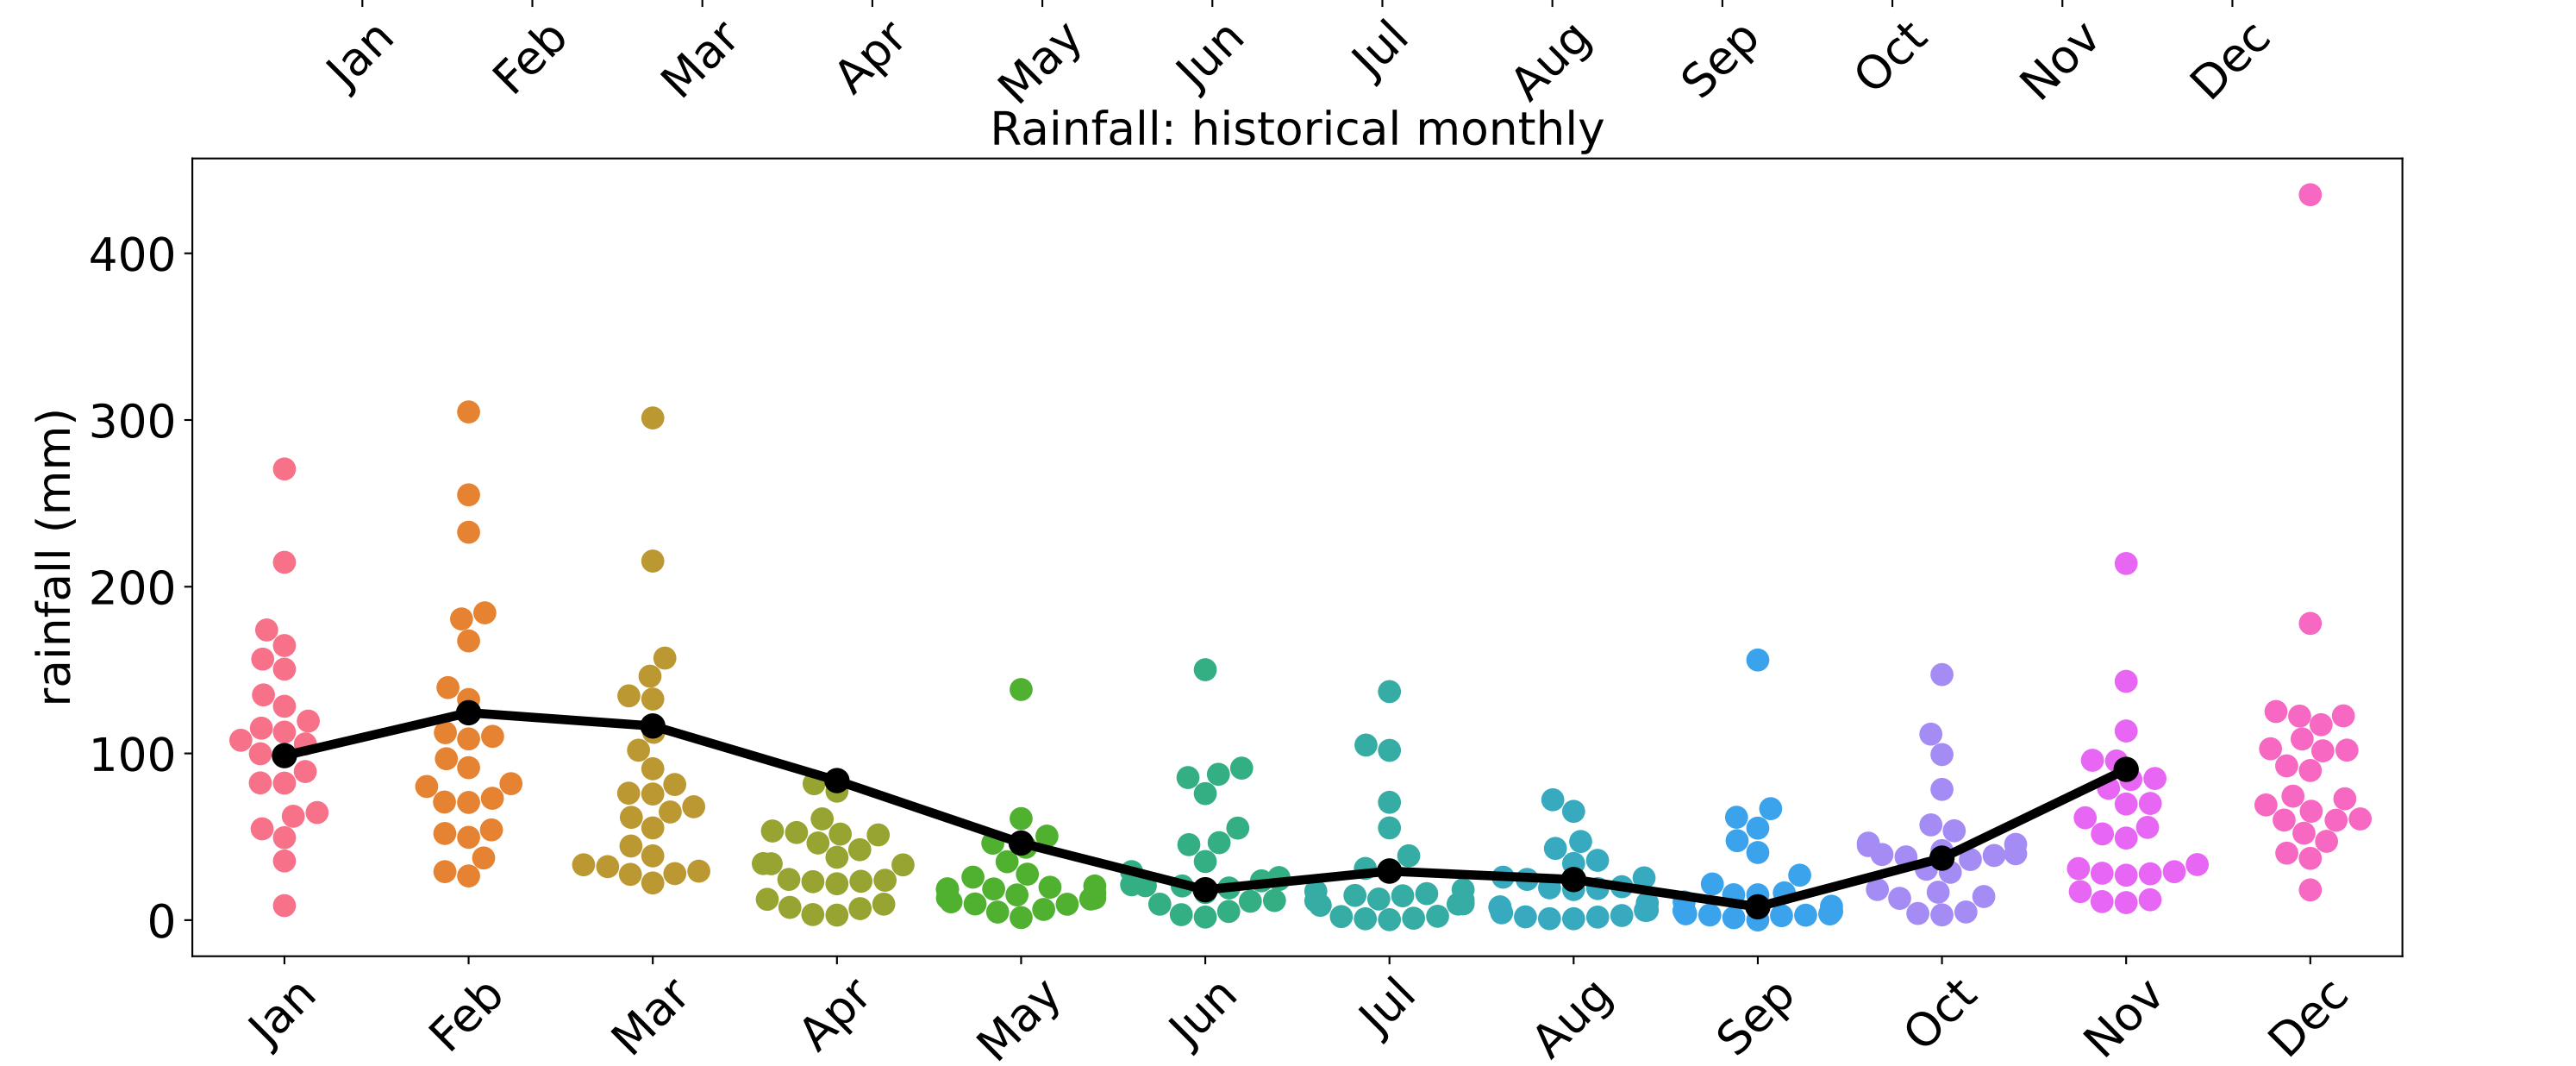 Jan Feb Mar Apr May Jun Jul Aug Sep Oct Nov Dec
Rainfall: historical monthly
rainfall (mm)
400
300
200
100
0
Jan Feb Mar Apr May Jun Jul Aug Sep Oct Nov Dec